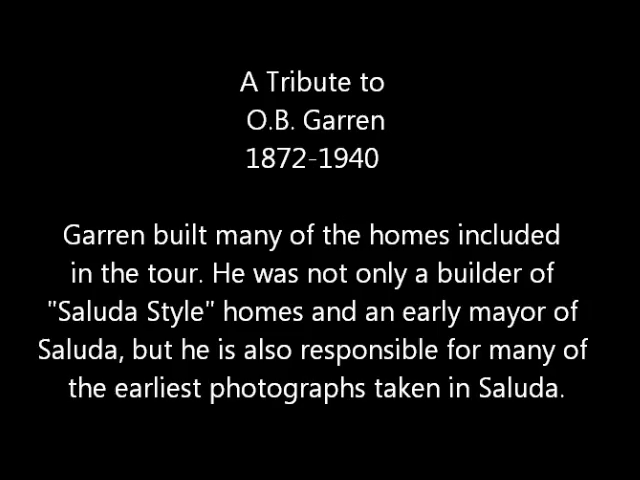 A Tribute to
O.B. Garren
1872-1940
Garren built many of the homes included
in the tour. He was not only a builder of
"Saluda Style" homes and an early mayor of
Saluda, but he is also responsible for many of
the earliest photographs taken in Saluda.